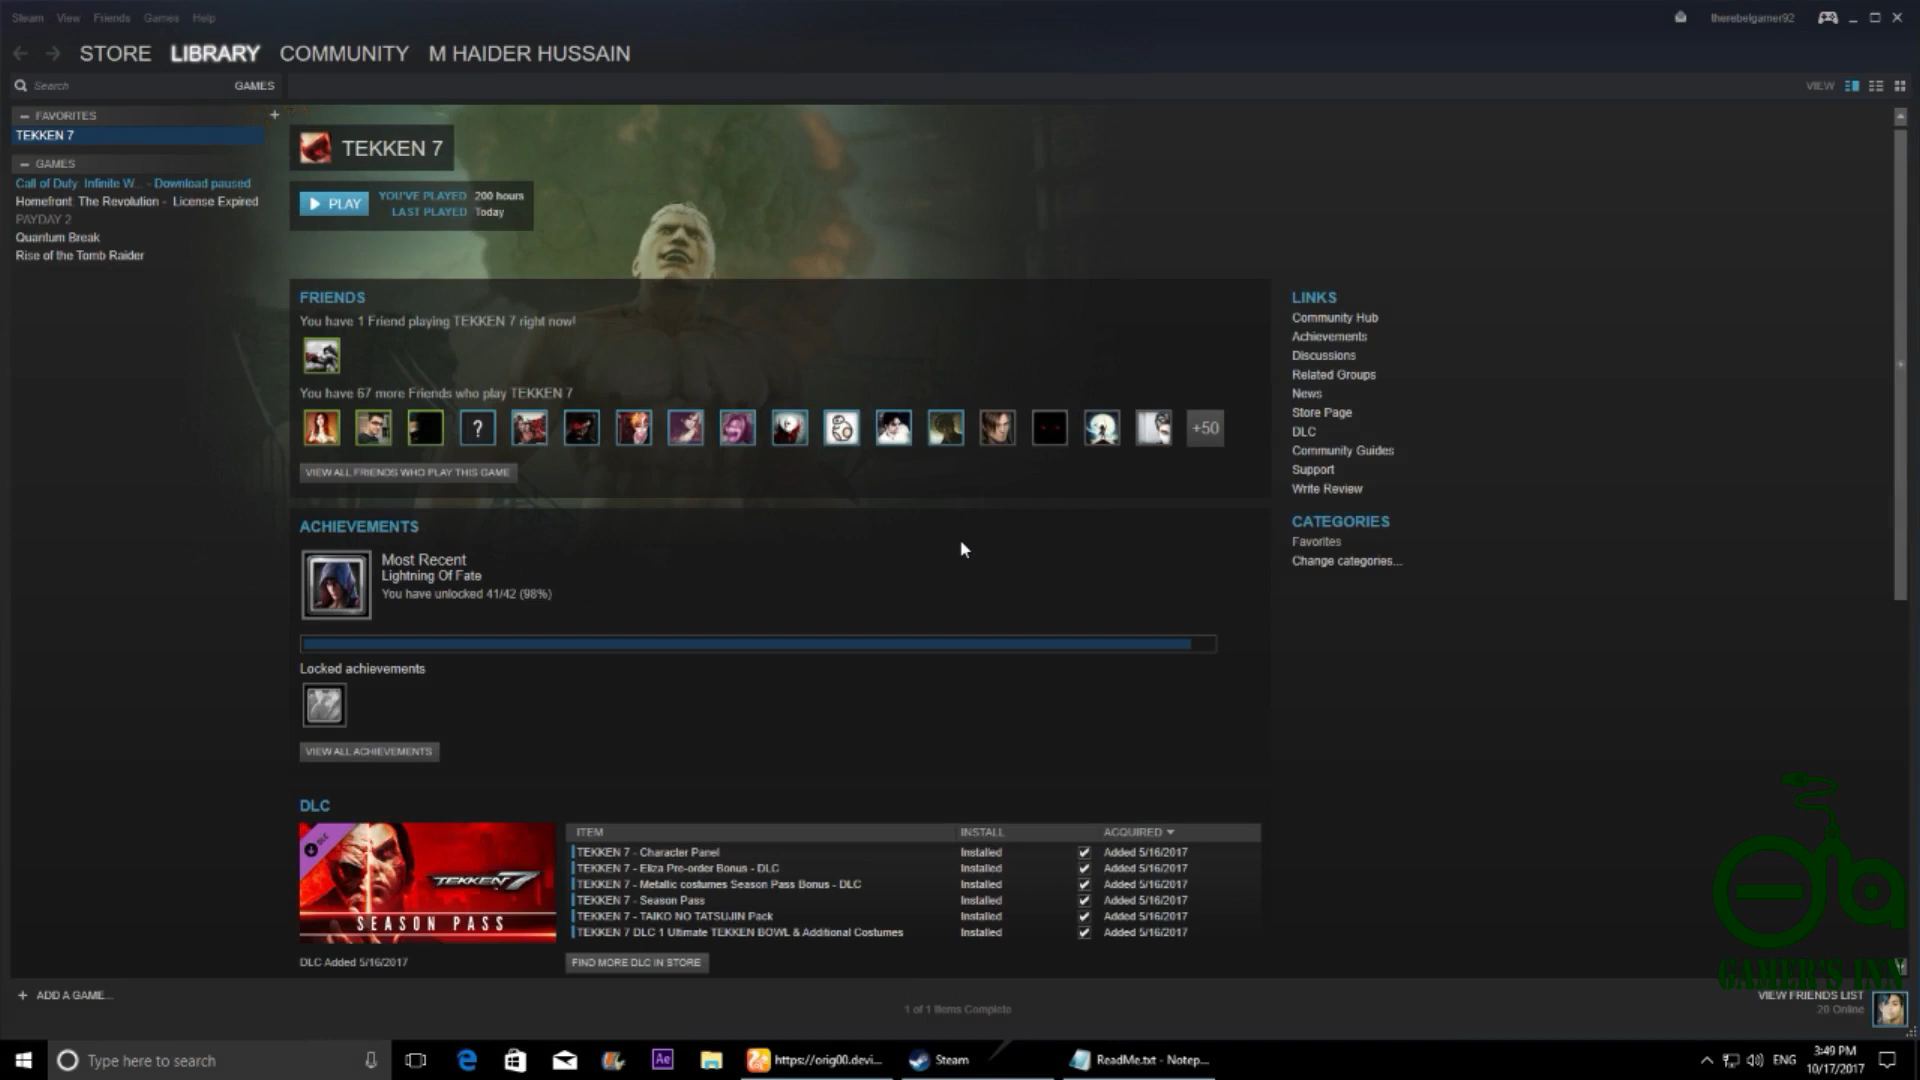 Steam View Friends Games Help
therebelgamer92
STORE LIBRARY COMMUNITY M HAIDER HUSSAIN
Search GAMES
VIEW
FAVORITES
TEKKEN 7
GAMES
Call of Duty: Infinite W... - Download paused
Homefront: The Revolution - License Expired
PAYDAY 2
Quantum Break
Rise of the Tomb Raider
TEKKEN 7
PLAY
YOU'VE PLAYED 200 hours
LAST PLAYED Today
FRIENDS
You have 1 Friend playing TEKKEN 7 right now!
You have 67 more Friends who play TEKKEN 7
?
+50
VIEW ALL FRIENDS WHO PLAY THIS GAME
ACHIEVEMENTS
Most Recent
Lightning Of Fate
You have unlocked 41/42 (98%)
Locked achievements
VIEW ALL ACHIEVEMENTS
DLC
DLC
TEKKEN 7
SEASON PASS
DLC Added 5/16/2017
ITEM INSTALL ACQUIRED
TEKKEN 7 - Character Panel Installed Added 5/16/2017
TEKKEN 7 - Eliza Pre-order Bonus - DLC Installed Added 5/16/2017
TEKKEN 7 - Metallic costumes Season Pass Bonus - DLC Installed Added 5/16/2017
TEKKEN 7 - Season Pass Installed Added 5/16/2017
TEKKEN 7 - TAIKO NO TATSUJIN Pack Installed Added 5/16/2017
TEKKEN 7 DLC 1 Ultimate TEKKEN BOWL & Additional Costumes Installed Added 5/16/2017
FIND MORE DLC IN STORE
LINKS
Community Hub
Achievements
Discussions
Related Groups
News
Store Page
DLC
Community Guides
Support
Write Review
CATEGORIES
Favorites
Change categories...
GAMER'S INN
+ ADD A GAME...
1 of 1 Items Complete
VIEW FRIENDS LIST
20 Online
Type here to search
Ae
https://orig00.devi...
Steam
ReadMe.txt - Notep...
ENG
3:49 PM
10/17/2017